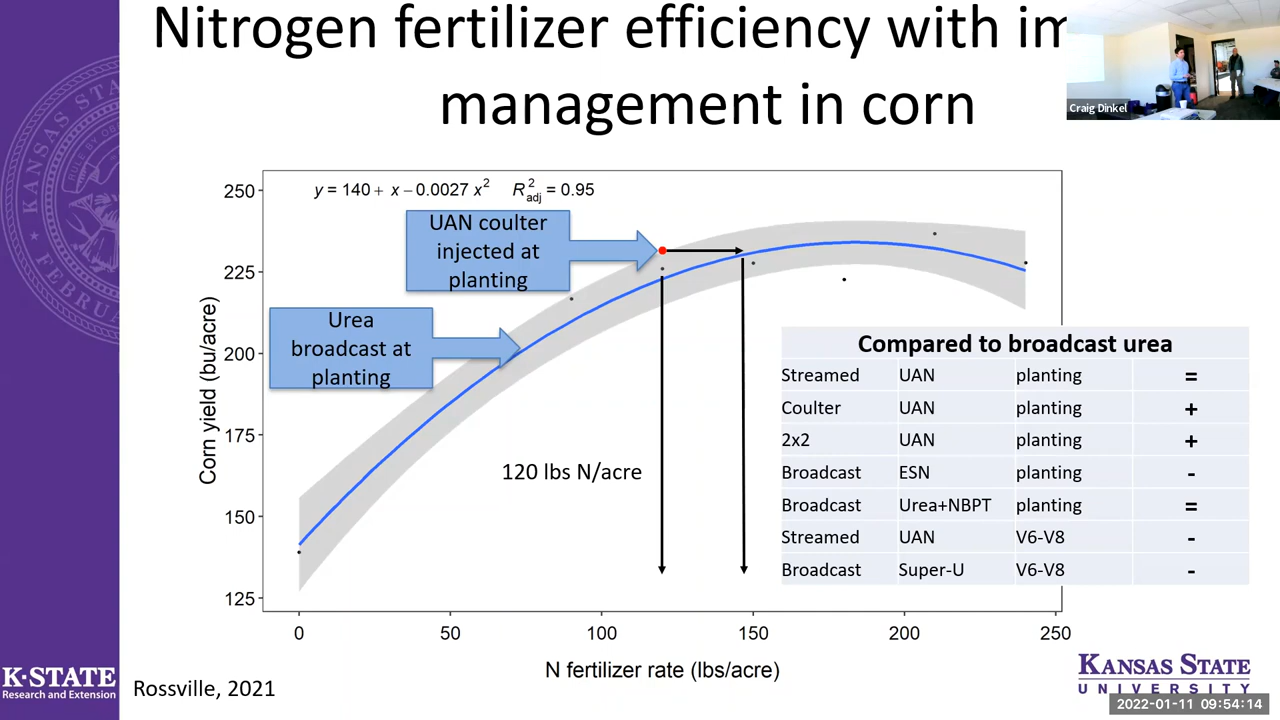 Nitrogen fertilizer efficiency with im
management in corn
Craig Dinkel
y = 140 + x − 0.0027 x² R²adj = 0.95
250
225
200
175
150
125
Corn yield (bu/acre)
UAN coulter
injected at
planting
Urea
broadcast at
planting
120 lbs N/acre
Compared to broadcast urea
Streamed UAN planting =
Coulter UAN planting +
2x2 UAN planting +
Broadcast ESN planting -
Broadcast Urea+NBPT planting =
Streamed UAN V6-V8 -
Broadcast Super-U V6-V8 -
0 50 100 150 200 250
N fertilizer rate (lbs/acre)
K-STATE
Research and Extension
Rossville, 2021
KANSAS STATE
UNIVERSITY
2022-01-11 09:54:14